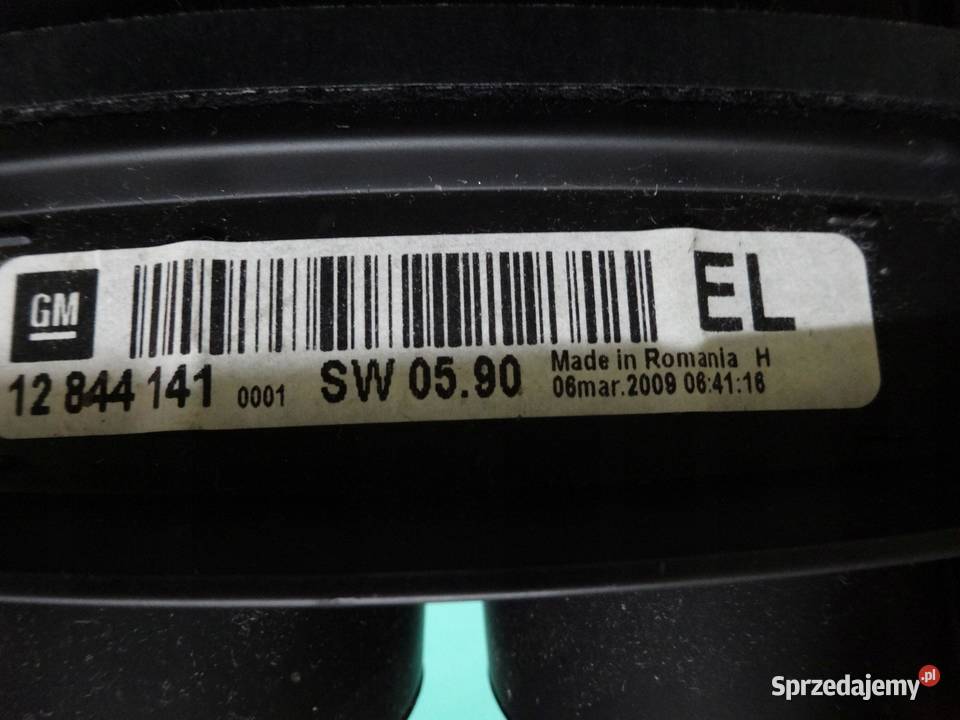 GM
EL
12 844 141 0001 SW 05.90
Made in Romania H
06mar.2009 06:41:16
Sprzedajemy.pl